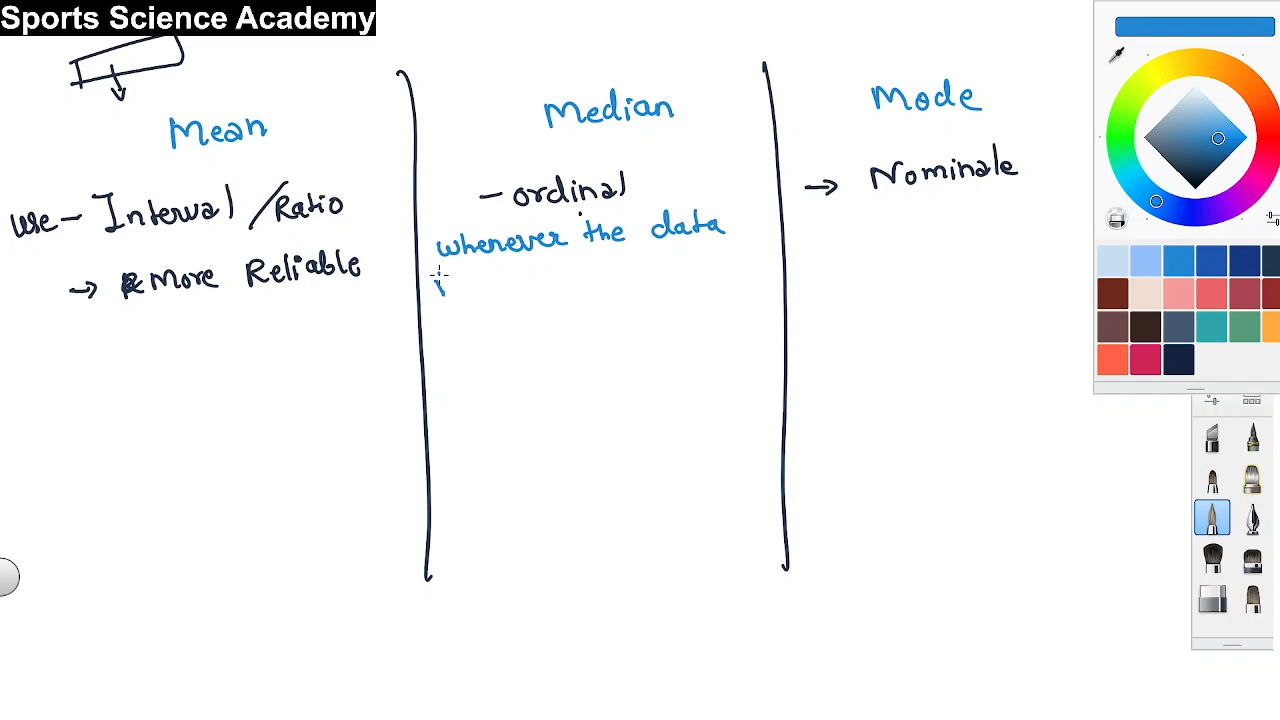 Sports Science Academy
Mean
Use - Interval / Ratio
→ More Reliable
Median
- ordinal
whenever the data
Mode
→ Nominale